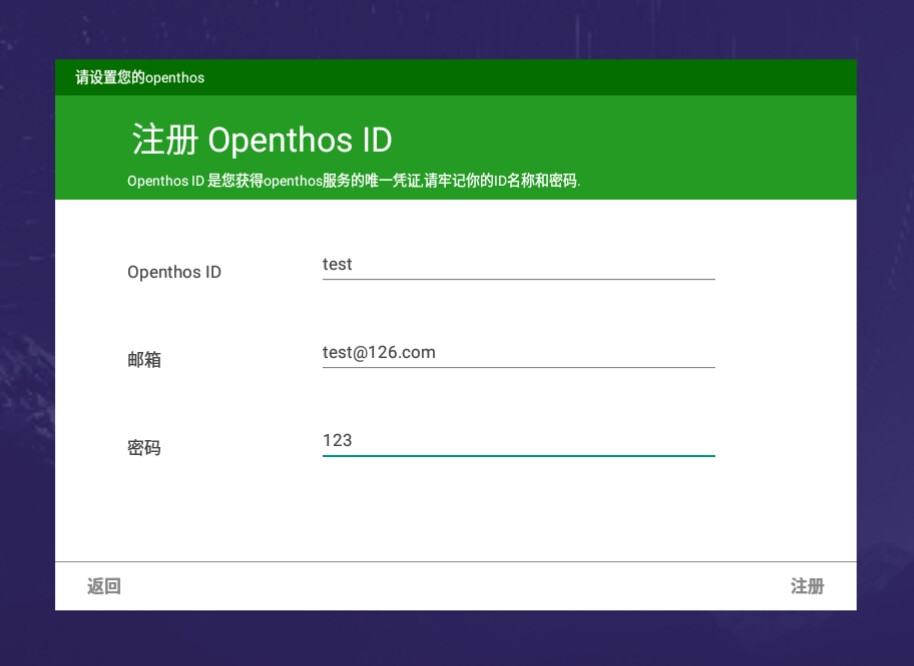 请设置您的openthos
注册 Openthos ID
Openthos ID 是您获得openthos服务的唯一凭证,请牢记你的ID名称和密码.
Openthos ID
test
邮箱
test@126.com
密码
123
返回
注册